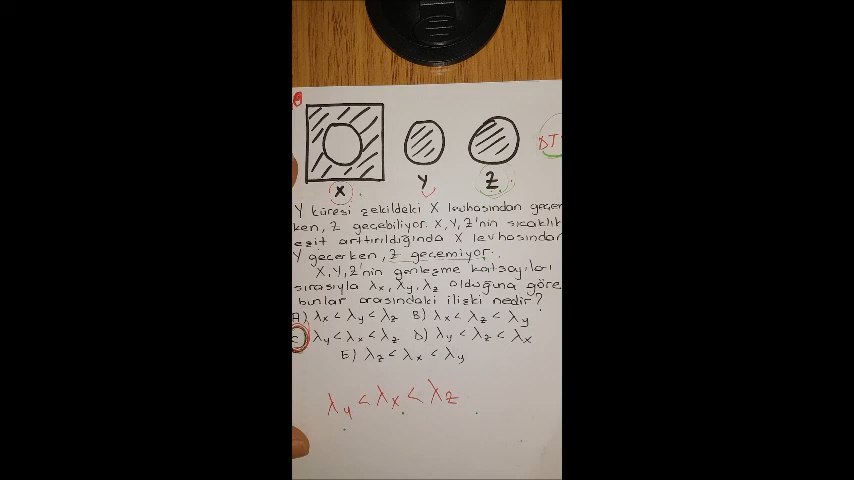 X Y Z ΔT
Y küresi şekildeki X levhasından geçer
ken, Z geçebiliyor. X, Y, Z'nin sıcaklık
eşit arttırıldığında X levhasından
Y geçerken, Z geçemiyor.
X, Y, Z'nin genleşme katsayıları
sırasıyla λx, λy, λz olduğuna göre
bunlar arasındaki ilişki nedir?
A) λx < λy < λz B) λx < λz < λy
C) λy < λx < λz D) λy < λz < λx
E) λz < λx < λy
λy < λx < λz